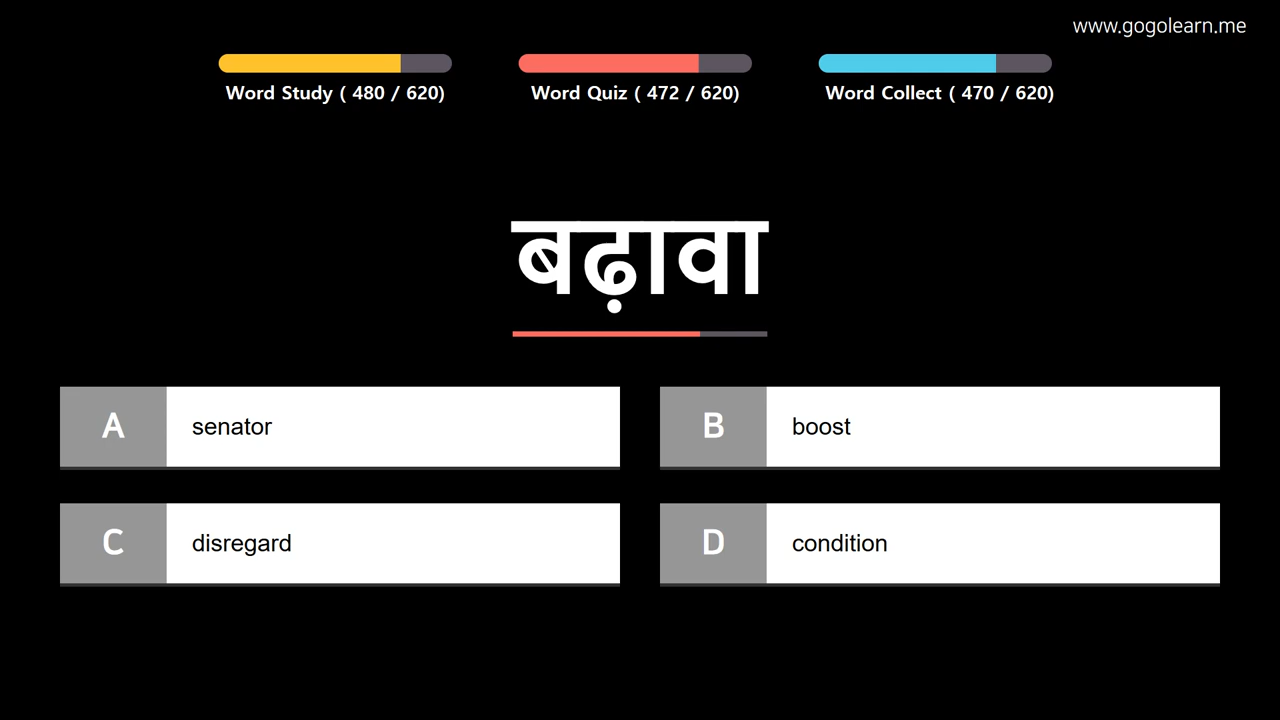 www.gogolearn.me
Word Study ( 480 / 620)
Word Quiz ( 472 / 620)
Word Collect ( 470 / 620)
बढ़ावा
A senator
B boost
C disregard
D condition